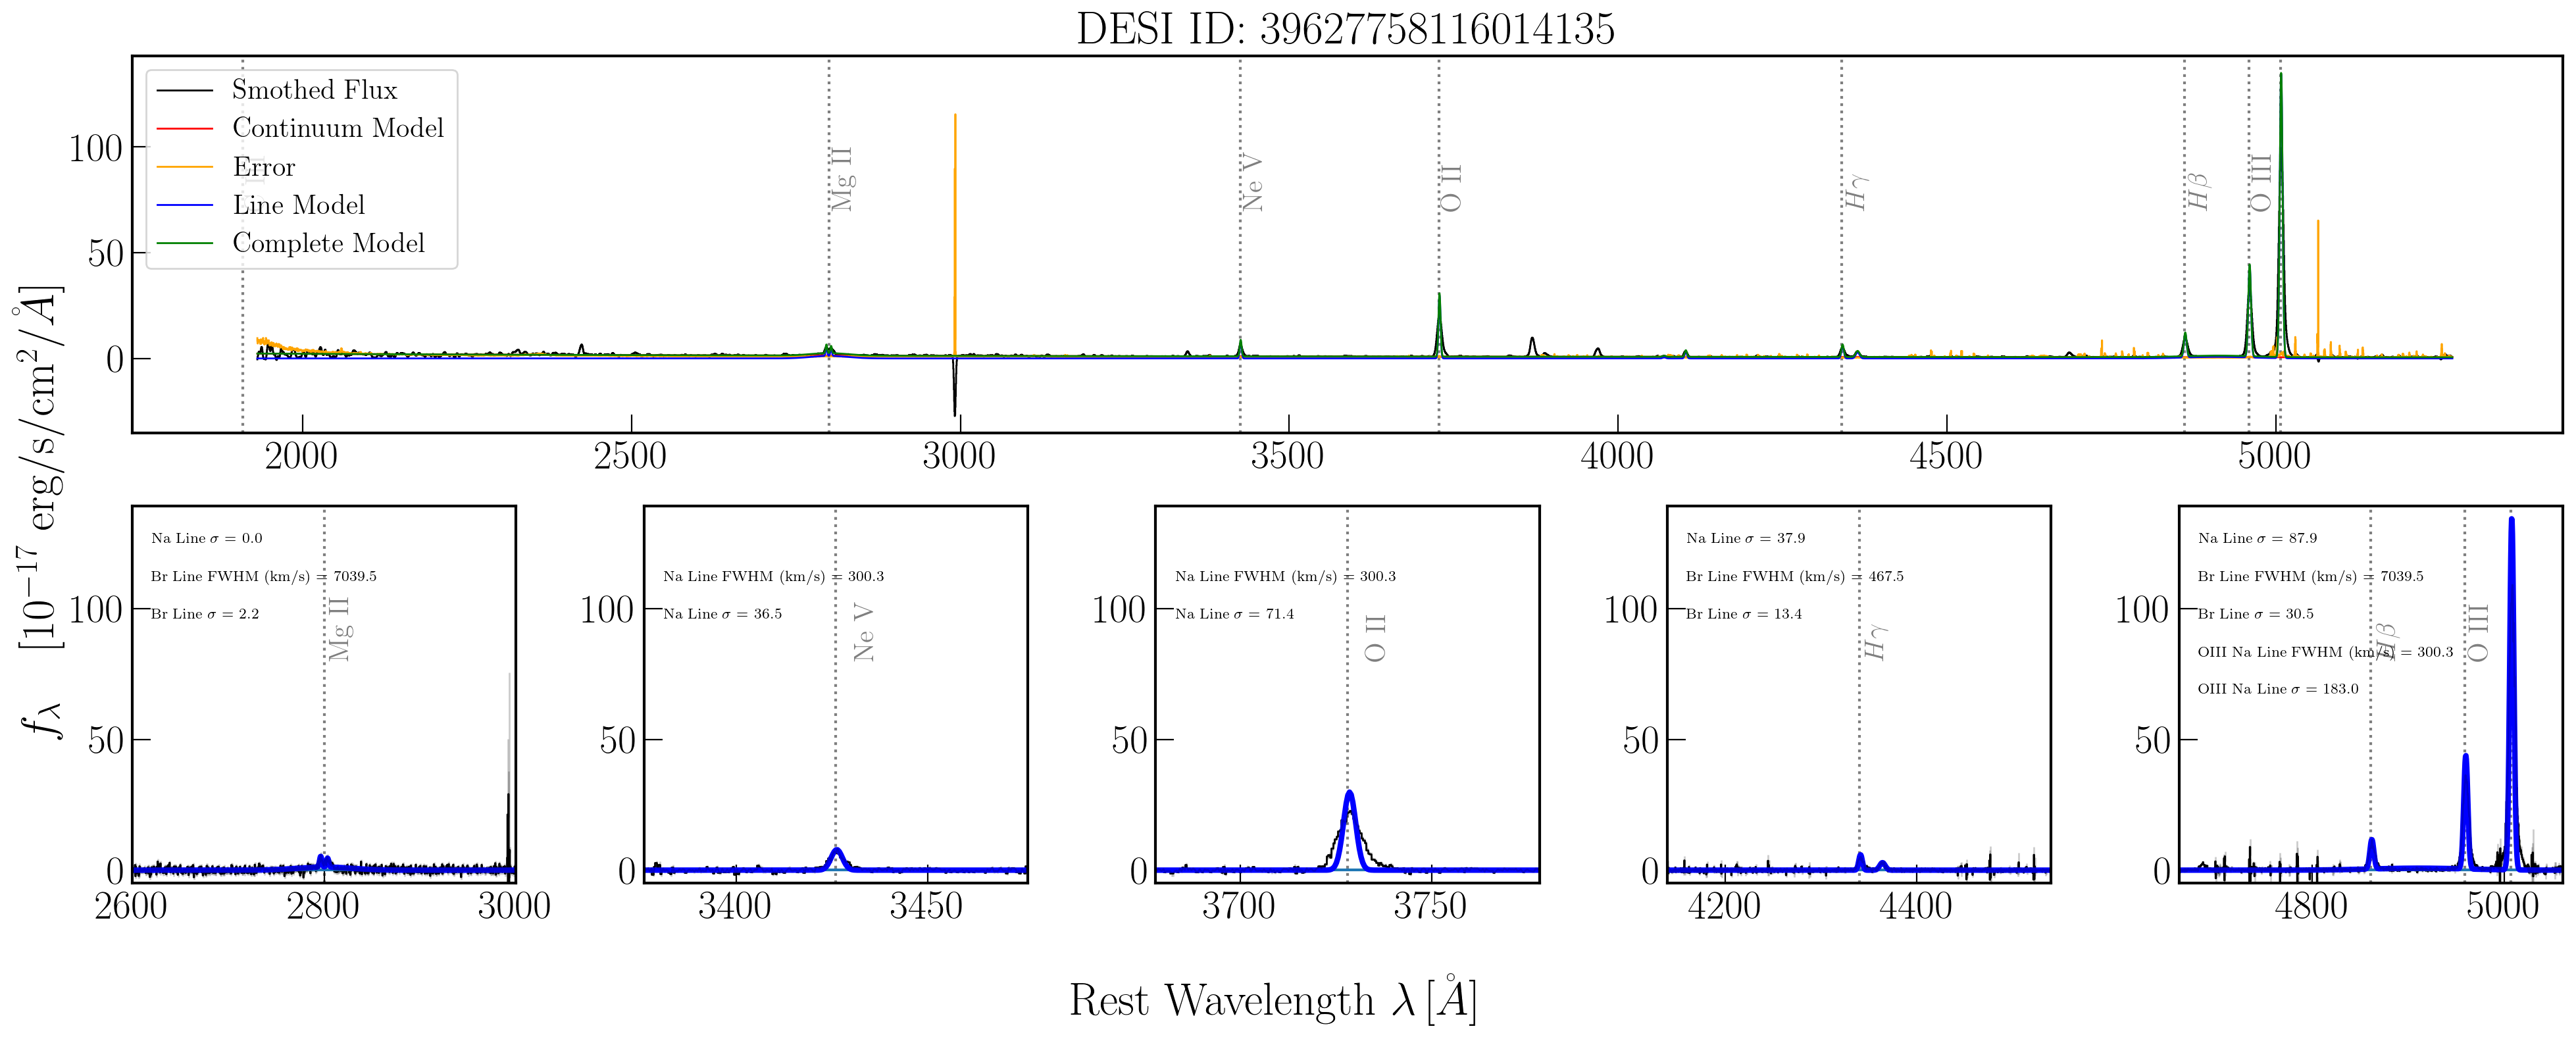 DESI ID: 39627758116014135
Smothed Flux
Continuum Model
Error
Line Model
Complete Model
Mg II
Ne V
O II
Hγ
Hβ
O III
100
50
0
2000
2500
3000
3500
4000
4500
5000
f_λ [10^{-17} erg/s/cm^2/Å]
Na Line σ = 0.0
Br Line FWHM (km/s) = 7039.5
Br Line σ = 2.2
Mg II
100
50
0
2600
2800
3000
Na Line FWHM (km/s) = 300.3
Na Line σ = 36.5
Ne V
100
50
0
3400
3450
Na Line FWHM (km/s) = 300.3
Na Line σ = 71.4
O II
100
50
0
3700
3750
Na Line σ = 37.9
Br Line FWHM (km/s) = 467.5
Br Line σ = 13.4
Hγ
100
50
0
4200
4400
Na Line σ = 87.9
Br Line FWHM (km/s) = 7039.5
Br Line σ = 30.5
OIII Na Line FWHM (km/s) = 300.3
OIII Na Line σ = 183.0
Hβ
O III
100
50
0
4800
5000
Rest Wavelength λ [Å]